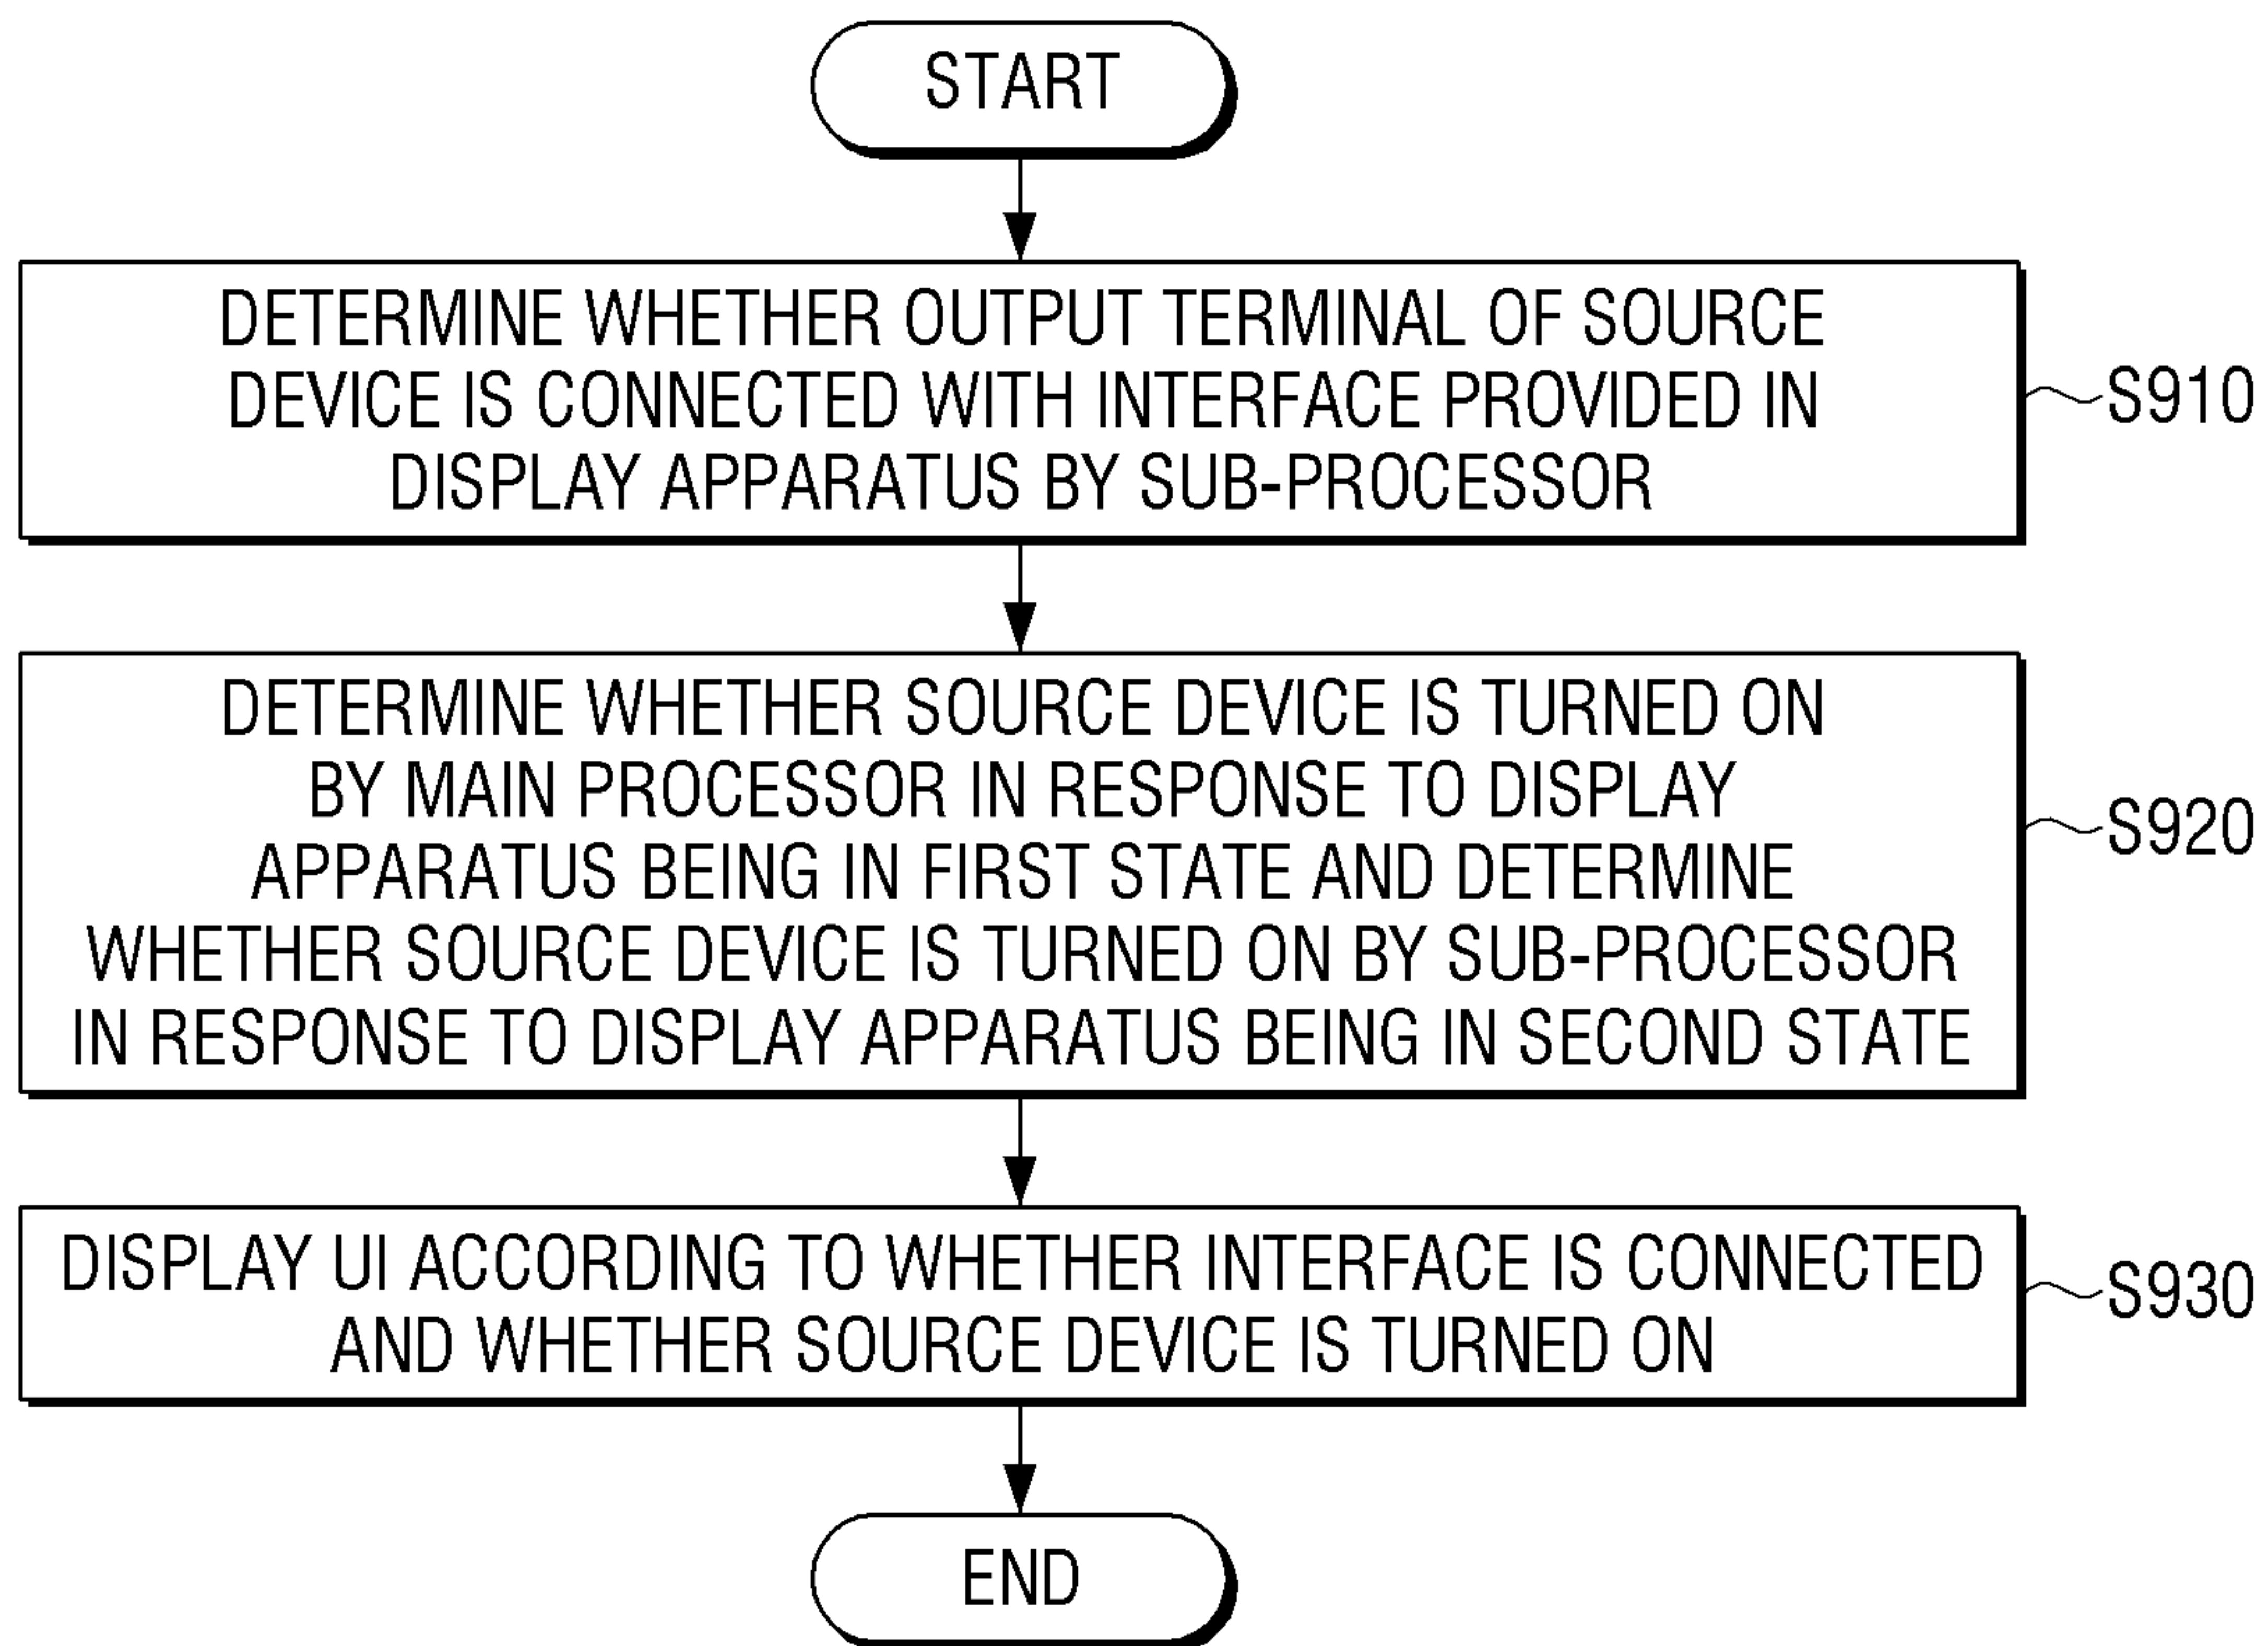 START
DETERMINE WHETHER OUTPUT TERMINAL OF SOURCE
DEVICE IS CONNECTED WITH INTERFACE PROVIDED IN
DISPLAY APPARATUS BY SUB-PROCESSOR
S910
DETERMINE WHETHER SOURCE DEVICE IS TURNED ON
BY MAIN PROCESSOR IN RESPONSE TO DISPLAY
APPARATUS BEING IN FIRST STATE AND DETERMINE
WHETHER SOURCE DEVICE IS TURNED ON BY SUB-PROCESSOR
IN RESPONSE TO DISPLAY APPARATUS BEING IN SECOND STATE
S920
DISPLAY UI ACCORDING TO WHETHER INTERFACE IS CONNECTED
AND WHETHER SOURCE DEVICE IS TURNED ON
S930
END